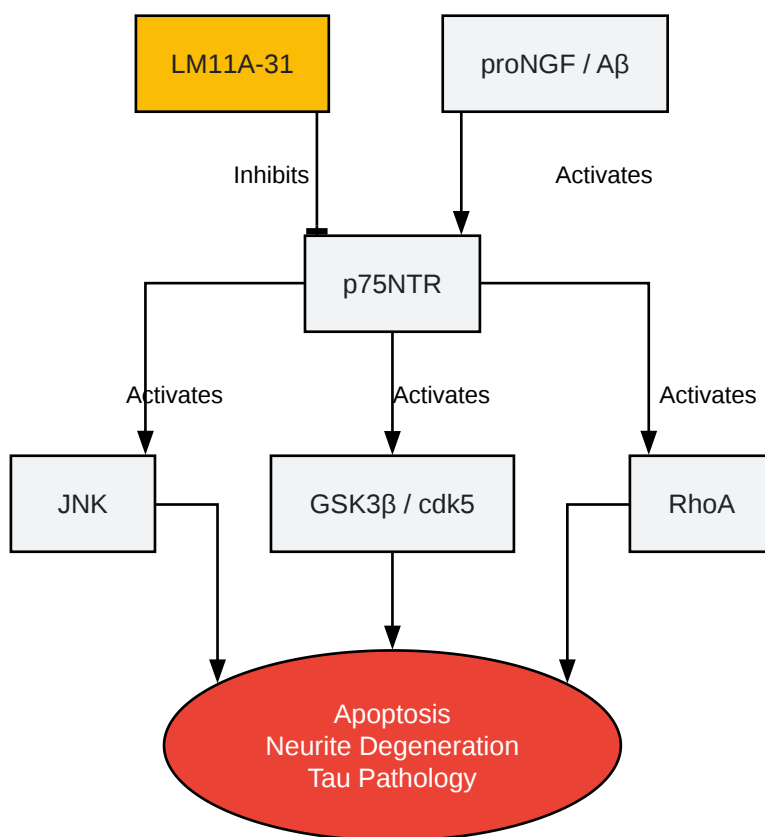 LM11A-31
proNGF / Aβ
Inhibits
Activates
p75NTR
Activates
Activates
Activates
JNK
GSK3β / cdk5
RhoA
Apoptosis
Neurite Degeneration
Tau Pathology